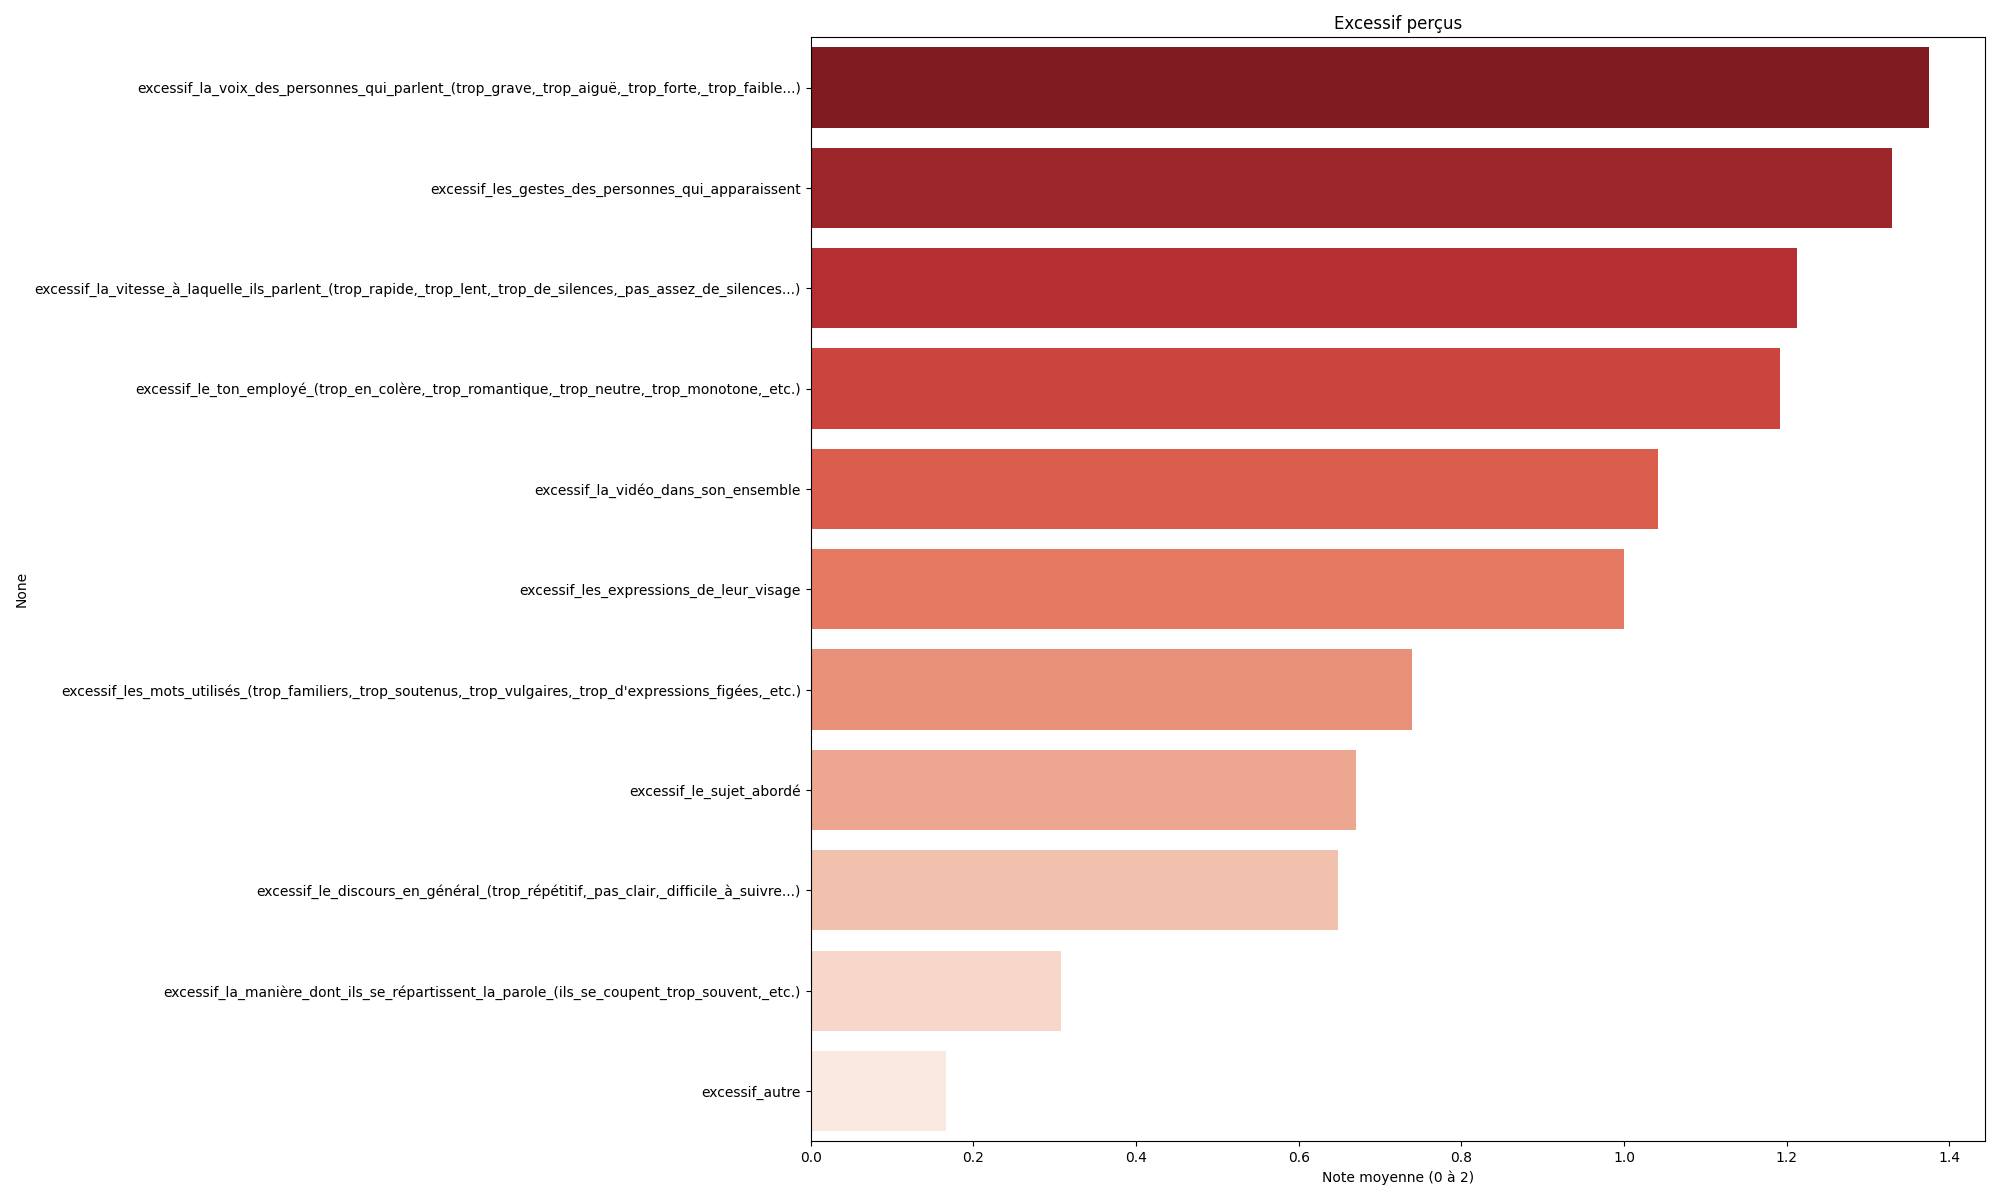 Excessif perçus
excessif_la_voix_des_personnes_qui_parlent_(trop_grave,_trop_aiguë,_trop_forte,_trop_faible...)
excessif_les_gestes_des_personnes_qui_apparaissent
excessif_la_vitesse_à_laquelle_ils_parlent_(trop_rapide,_trop_lent,_trop_de_silences,_pas_assez_de_silences...)
excessif_le_ton_employé_(trop_en_colère,_trop_romantique,_trop_neutre,_trop_monotone,_etc.)
excessif_la_vidéo_dans_son_ensemble
excessif_les_expressions_de_leur_visage
excessif_les_mots_utilisés_(trop_familiers,_trop_soutenus,_trop_vulgaires,_trop_d'expressions_figées,_etc.)
excessif_le_sujet_abordé
excessif_le_discours_en_général_(trop_répétitif,_pas_clair,_difficile_à_suivre...)
excessif_la_manière_dont_ils_se_répartissent_la_parole_(ils_se_coupent_trop_souvent,_etc.)
excessif_autre
None
0.0 0.2 0.4 0.6 0.8 1.0 1.2 1.4
Note moyenne (0 à 2)